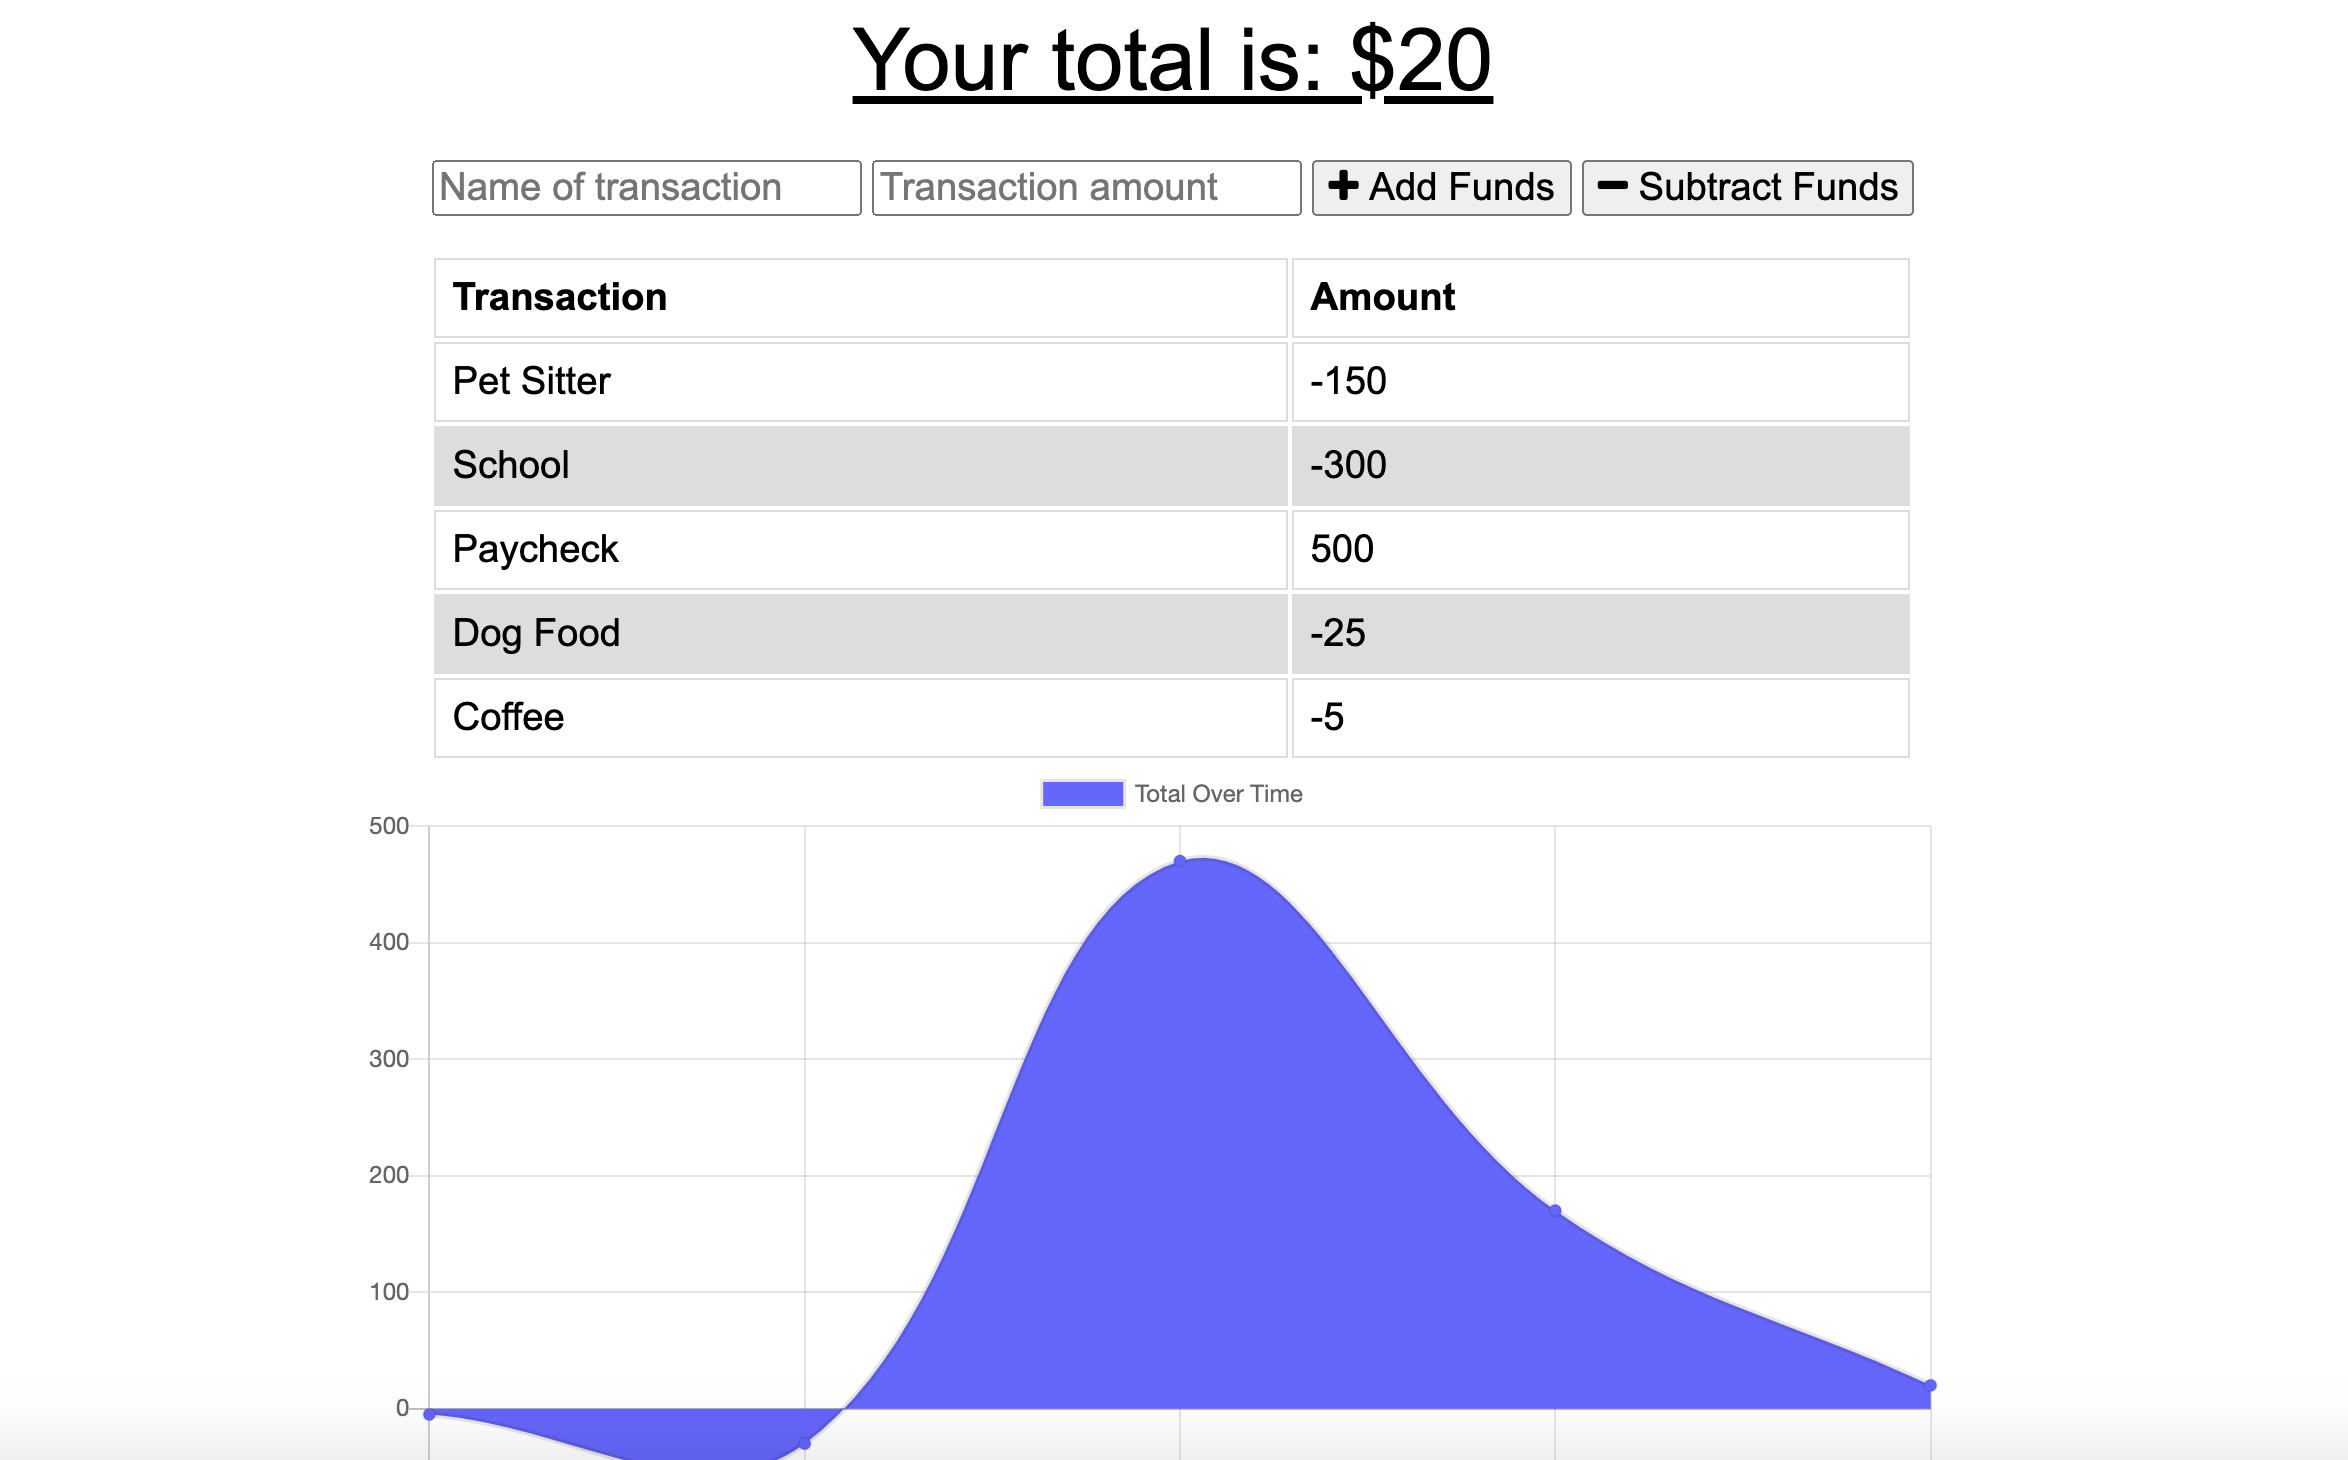 Your total is: $20
Name of transaction Transaction amount Add Funds Subtract Funds
Transaction Amount
Pet Sitter -150
School -300
Paycheck 500
Dog Food -25
Coffee -5
Total Over Time
500
400
300
200
100
0